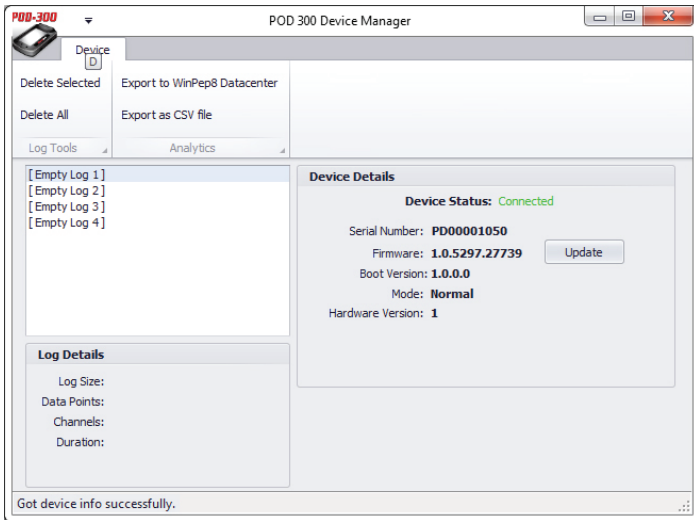 POD-300
POD 300 Device Manager
Device
D
Delete Selected
Export to WinPep8 Datacenter
Delete All
Export as CSV file
Log Tools
Analytics
[ Empty Log 1 ]
[ Empty Log 2 ]
[ Empty Log 3 ]
[ Empty Log 4 ]
Device Details
Device Status: Connected
Serial Number: PD00001050
Firmware: 1.0.5297.27739 Update
Boot Version: 1.0.0.0
Mode: Normal
Hardware Version: 1
Log Details
Log Size:
Data Points:
Channels:
Duration:
Got device info successfully.